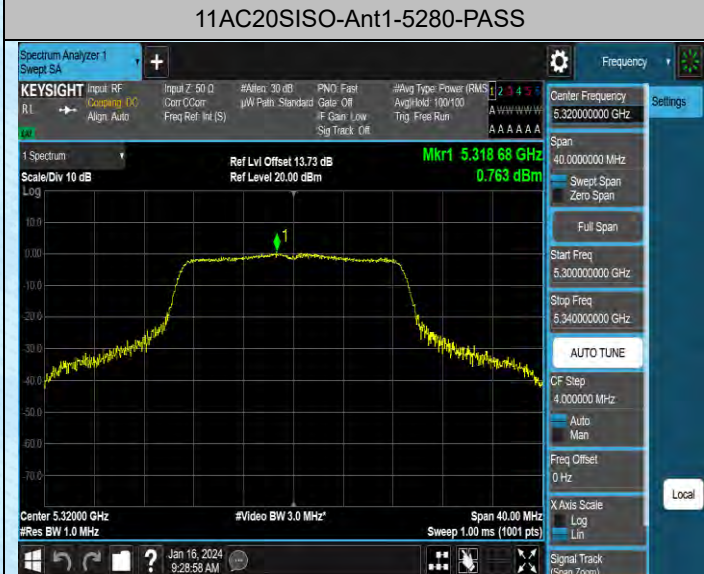 11AC20SISO-Ant1-5280-PASS
Spectrum Analyzer 1
Swept SA
+
Frequency
KEYSIGHT
RL
Input: RF
Coupling: DC
Align: Auto
Input Z: 50 Ω
Corr CCorr
Freq Ref: Int (S)
#Atten: 30 dB
µW Path: Standard
PNO: Fast
Gate: Off
IF Gain: Low
Sig Track: Off
#Avg Type: Power (RMS
Avg|Hold: 100/100
Trig: Free Run
1 2 3 4 5 6
A W W W W W
A A A A A A
1 Spectrum
Scale/Div 10 dB
Ref Lvl Offset 13.73 dB
Ref Level 20.00 dBm
Mkr1 5.318 68 GHz
0.763 dBm
Log
10.0
0.00
-10.0
-20.0
-30.0
-40.0
-50.0
-60.0
-70.0
1
Center 5.32000 GHz
#Res BW 1.0 MHz
#Video BW 3.0 MHz*
Span 40.00 MHz
Sweep 1.00 ms (1001 pts)
Center Frequency
5.320000000 GHz
Settings
Span
40.0000000 MHz
Swept Span
Zero Span
Full Span
Start Freq
5.300000000 GHz
Stop Freq
5.340000000 GHz
AUTO TUNE
CF Step
4.000000 MHz
Auto
Man
Freq Offset
0 Hz
X Axis Scale
Log
Lin
Local
Signal Track
(Span Zoom)
?
Jan 16, 2024
9:28:58 AM